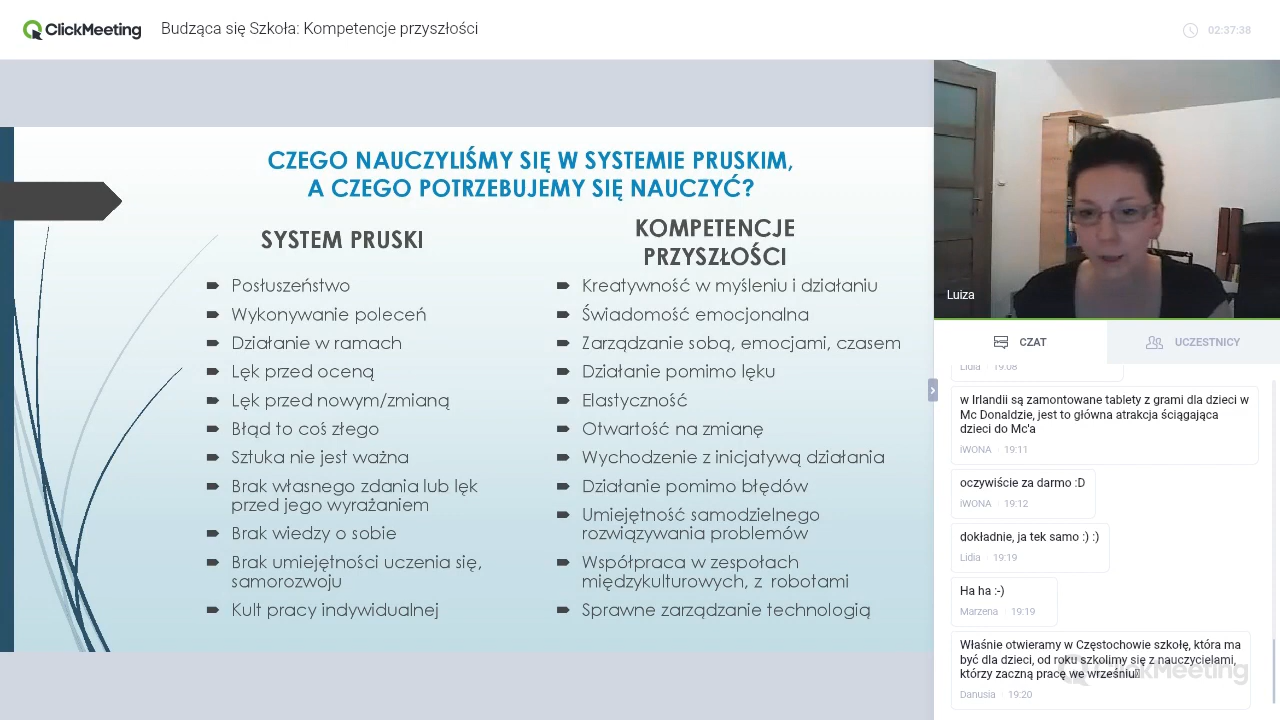 ClickMeeting
Budząca się Szkoła: Kompetencje przyszłości
02:37:38
CZEGO NAUCZYLIŚMY SIĘ W SYSTEMIE PRUSKIM,
A CZEGO POTRZEBUJEMY SIĘ NAUCZYĆ?
SYSTEM PRUSKI
Posłuszeństwo
Wykonywanie poleceń
Działanie w ramach
Lęk przed oceną
Lęk przed nowym/zmianą
Błąd to coś złego
Sztuka nie jest ważna
Brak własnego zdania lub lęk
przed jego wyrażaniem
Brak wiedzy o sobie
Brak umiejętności uczenia się,
samorozwoju
Kult pracy indywidualnej
KOMPETENCJE
PRZYSZŁOŚCI
Kreatywność w myśleniu i działaniu
Świadomość emocjonalna
Zarządzanie sobą, emocjami, czasem
Działanie pomimo lęku
Elastyczność
Otwartość na zmianę
Wychodzenie z inicjatywą działania
Działanie pomimo błędów
Umiejętność samodzielnego
rozwiązywania problemów
Współpraca w zespołach
międzykulturowych, z robotami
Sprawne zarządzanie technologią
Luiza
CZAT
UCZESTNICY
Lidia · 19:08
w Irlandii są zamontowane tablety z grami dla dzieci w
Mc Donaldzie, jest to główna atrakcja ściągająca
dzieci do Mc'a
iWONA · 19:11
oczywiście za darmo :D
iWONA · 19:12
dokładnie, ja tek samo :) :)
Lidia · 19:19
Ha ha :-)
Marzena · 19:19
Właśnie otwieramy w Częstochowie szkołę, która ma
być dla dzieci, od roku szkolimy się z nauczycielami,
którzy zaczną pracę we wrześniu
Danusia · 19:20
ClickMeeting